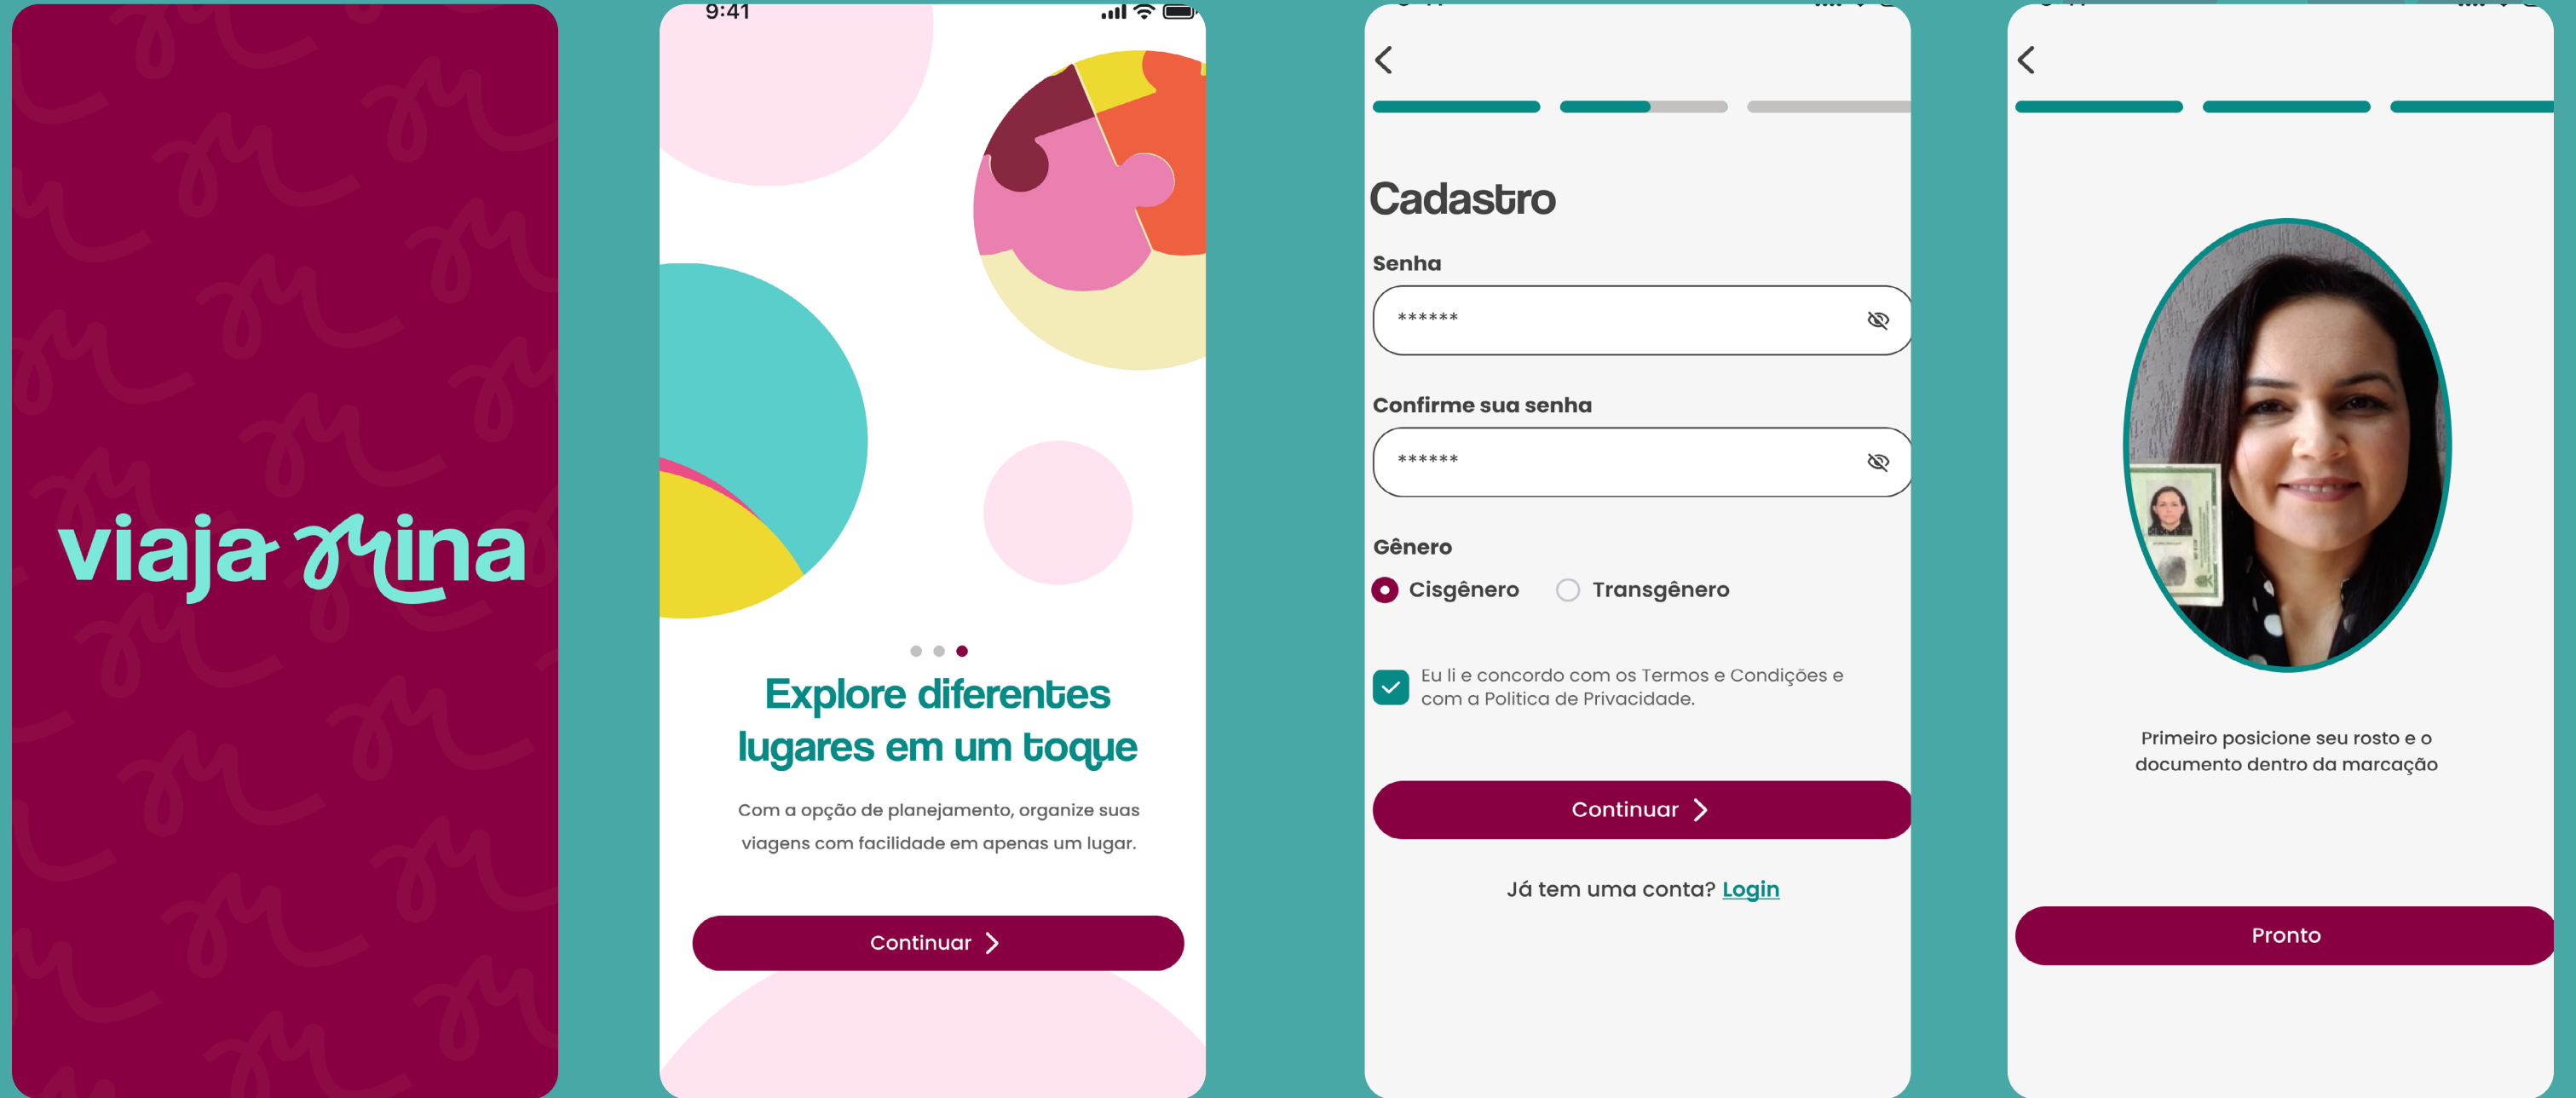 viaja mina
9:41
Explore diferentes
lugares em um toque
Com a opção de planejamento, organize suas
viagens com facilidade em apenas um lugar.
Continuar
Cadastro
Senha
******
Confirme sua senha
******
Gênero
Cisgênero
Transgênero
Eu li e concordo com os Termos e Condições e
com a Politica de Privacidade.
Continuar
Já tem uma conta? Login
Primeiro posicione seu rosto e o
documento dentro da marcação
Pronto